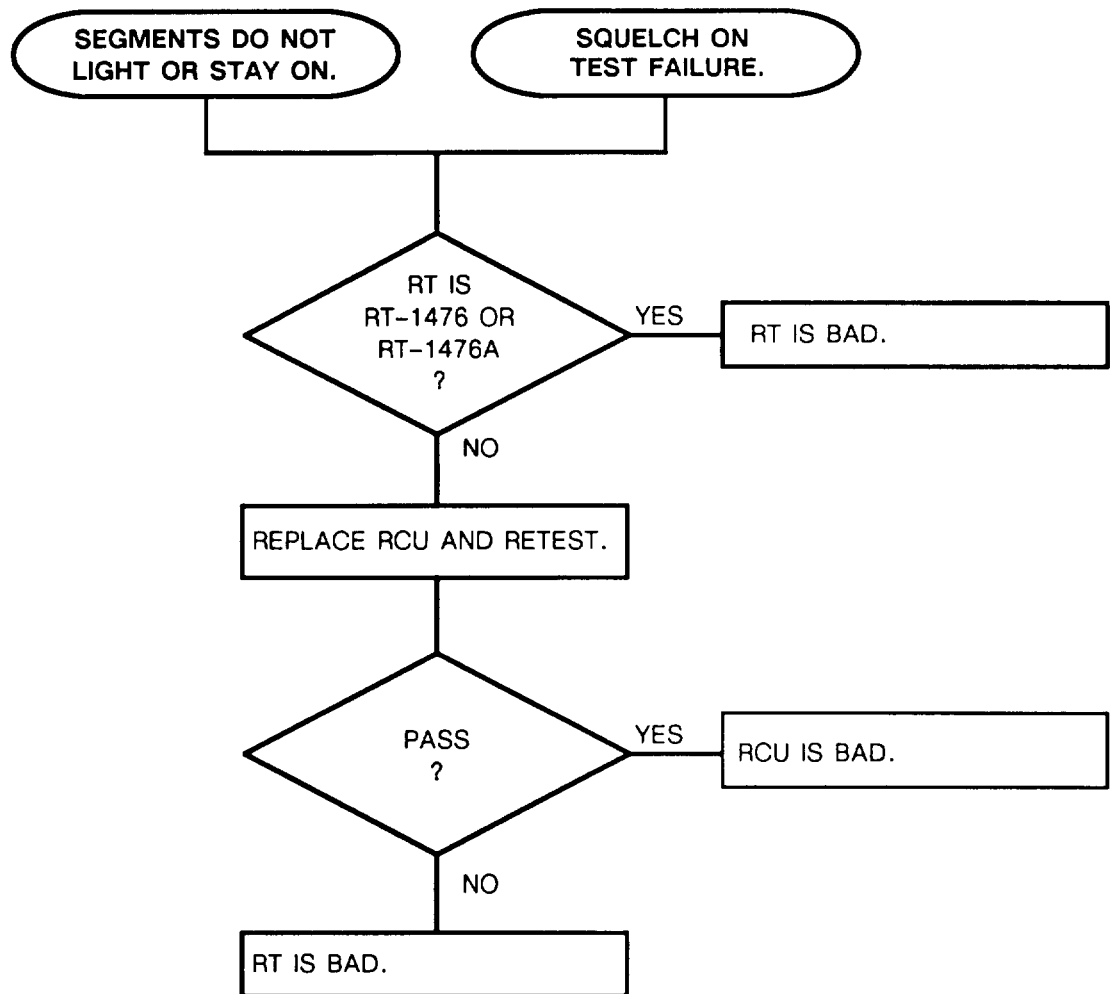 SEGMENTS DO NOT
LIGHT OR STAY ON.
SQUELCH ON
TEST FAILURE.
RT IS
RT-1476 OR
RT-1476A
?
YES
RT IS BAD.
NO
REPLACE RCU AND RETEST.
PASS
?
YES
RCU IS BAD.
NO
RT IS BAD.